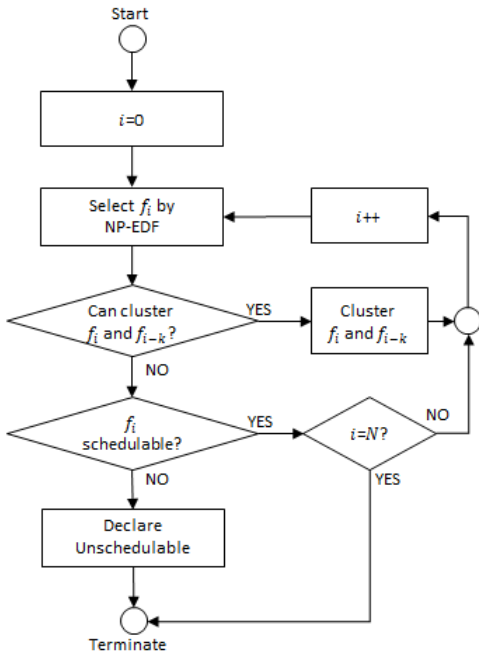 Start
i=0
Select f_i by
NP-EDF
i++
Can cluster
f_i and f_{i-k}?
YES
Cluster
f_i and f_{i-k}
NO
f_i
schedulable?
YES
i=N?
NO
NO
YES
Declare
Unschedulable
Terminate